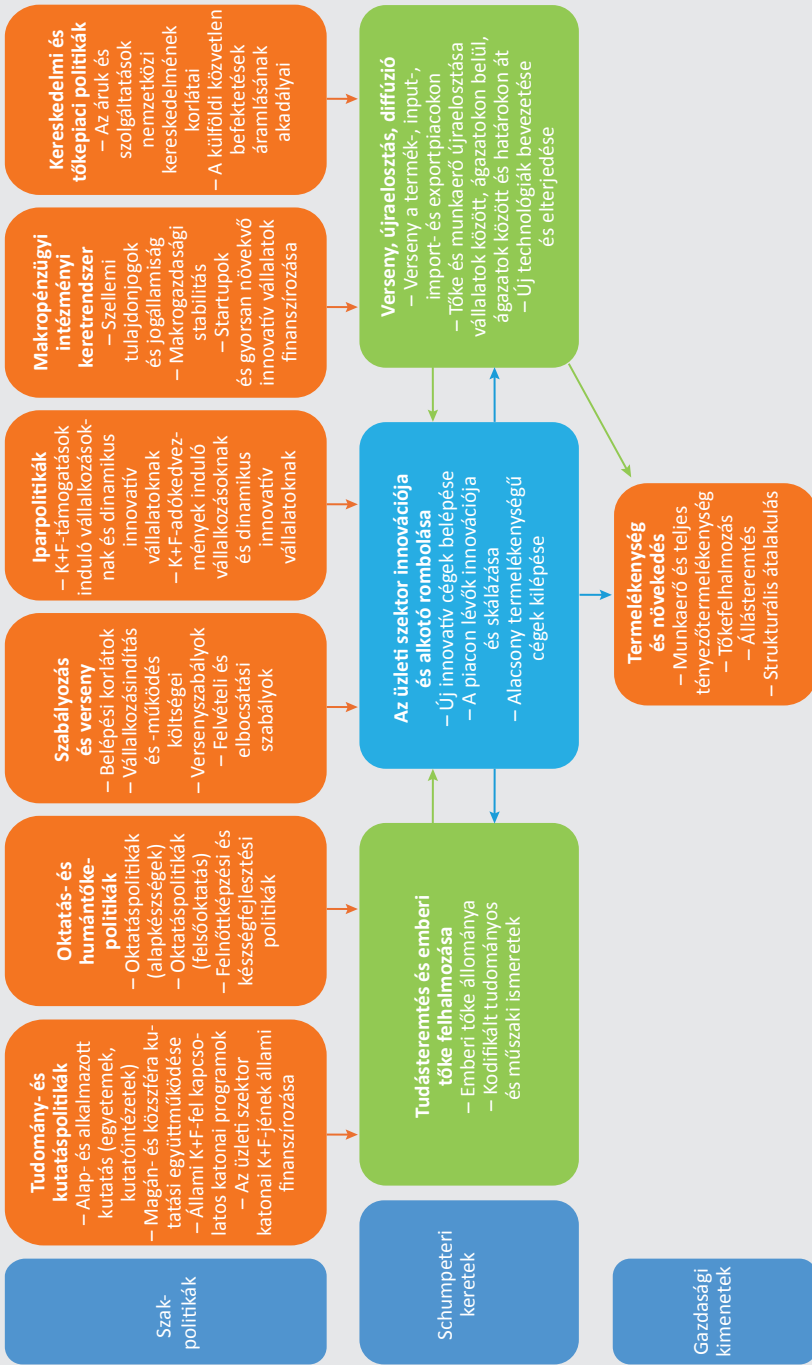 Szak-
politikák
Tudomány- és
kutatáspolitikák
– Alap- és alkalmazott
kutatás (egyetemek,
kutatóintézetek)
– Magán- és közszféra ku-
tatási együttműködése
– Állami K+F-fel kapcso-
latos katonai programok
– Az üzleti szektor
katonai K+F-jének állami
finanszírozása
Oktatás- és
humántőke-
politikák
– Oktatáspolitikák
(alapkészségek)
– Oktatáspolitikák
(felsőoktatás)
– Felnőttképzési és
készségfejlesztési
politikák
Szabályozás
és verseny
– Belépési korlátok
– Vállalkozásindítás
és -működés
költségei
– Versenyszabályok
– Felvételi és
elbocsátási
szabályok
Iparpolitikák
– K+F-támogatások
induló vállalkozások-
nak és dinamikus
innovatív
vállalatoknak
– K+F-adókedvez-
mények induló
vállalkozásoknak
és dinamikus
innovatív
vállalatoknak
Makropénzügyi
intézményi
keretrendszer
– Szellemi
tulajdonjogok
és jogállamiság
– Makrogazdasági
stabilitás
– Startupok
és gyorsan növekvő
innovatív vállalatok
finanszírozása
Kereskedelmi és
tőkepiaci politikák
– Az áruk és
szolgáltatások
nemzetközi
kereskedelmének
korlátai
– A külföldi közvetlen
befektetések
áramlásának
akadályai
Schumpeteri
keretek
Tudásteremtés és emberi
tőke felhalmozása
– Emberi tőke állománya
– Kodifikált tudományos
és műszaki ismeretek
Az üzleti szektor innovációja
és alkotó rombolása
– Új innovatív cégek belépése
– A piacon lévők innovációja
és skálázása
– Alacsony termelékenységű
cégek kilépése
Verseny, újraelosztás, diffúzió
– Verseny a termék-, input-,
import- és exportpiacokon
– Tőke és munkaerő újraelosztása
vállalatok között, ágazatokon belül,
ágazatok között és határokon át
– Új technológiák bevezetése
és elterjedése
Gazdasági
kimenetek
Termelékenység
és növekedés
– Munkaerő és teljes
tényezőtermelékenység
– Tőkefelhalmozás
– Állásteremtés
– Strukturális átalakulás